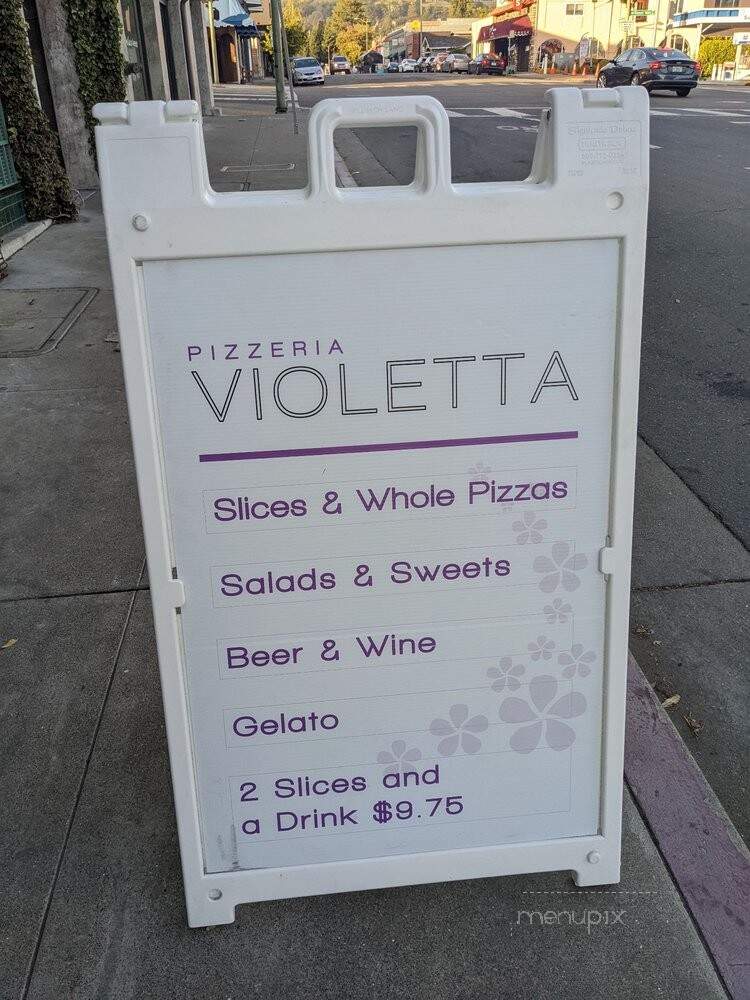 PIZZERIA
VIOLETTA
Slices & Whole Pizzas
Salads & Sweets
Beer & Wine
Gelato
2 Slices and
a Drink $9.75
menupix